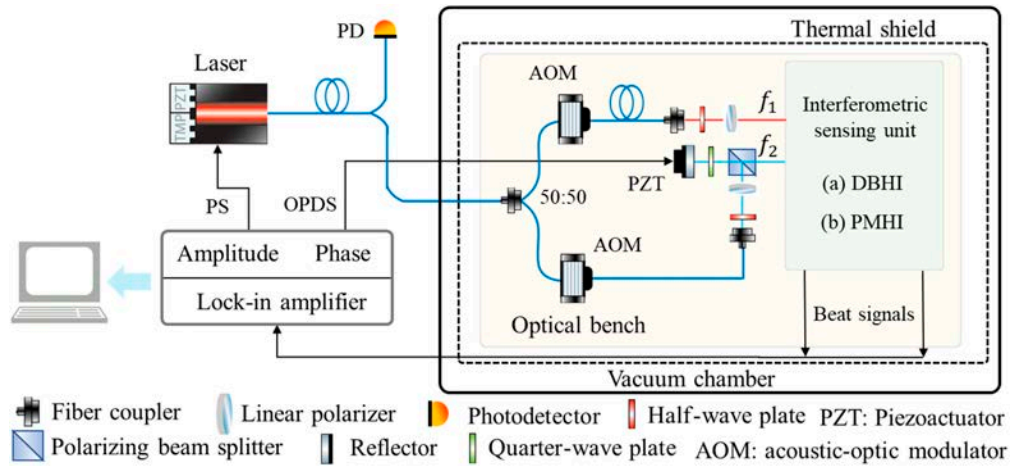 PD
Thermal shield
Laser
AOM
PZT
TMP
f₁
Interferometric
sensing unit
f₂
(a) DBHI
(b) PMHI
PZT
PS
OPDS
50:50
AOM
Amplitude
Phase
Lock-in amplifier
Optical bench
Beat signals
Vacuum chamber
Fiber coupler
Linear polarizer
Photodetector
Half-wave plate
PZT: Piezoactuator
Polarizing beam splitter
Reflector
Quarter-wave plate
AOM: acoustic-optic modulator